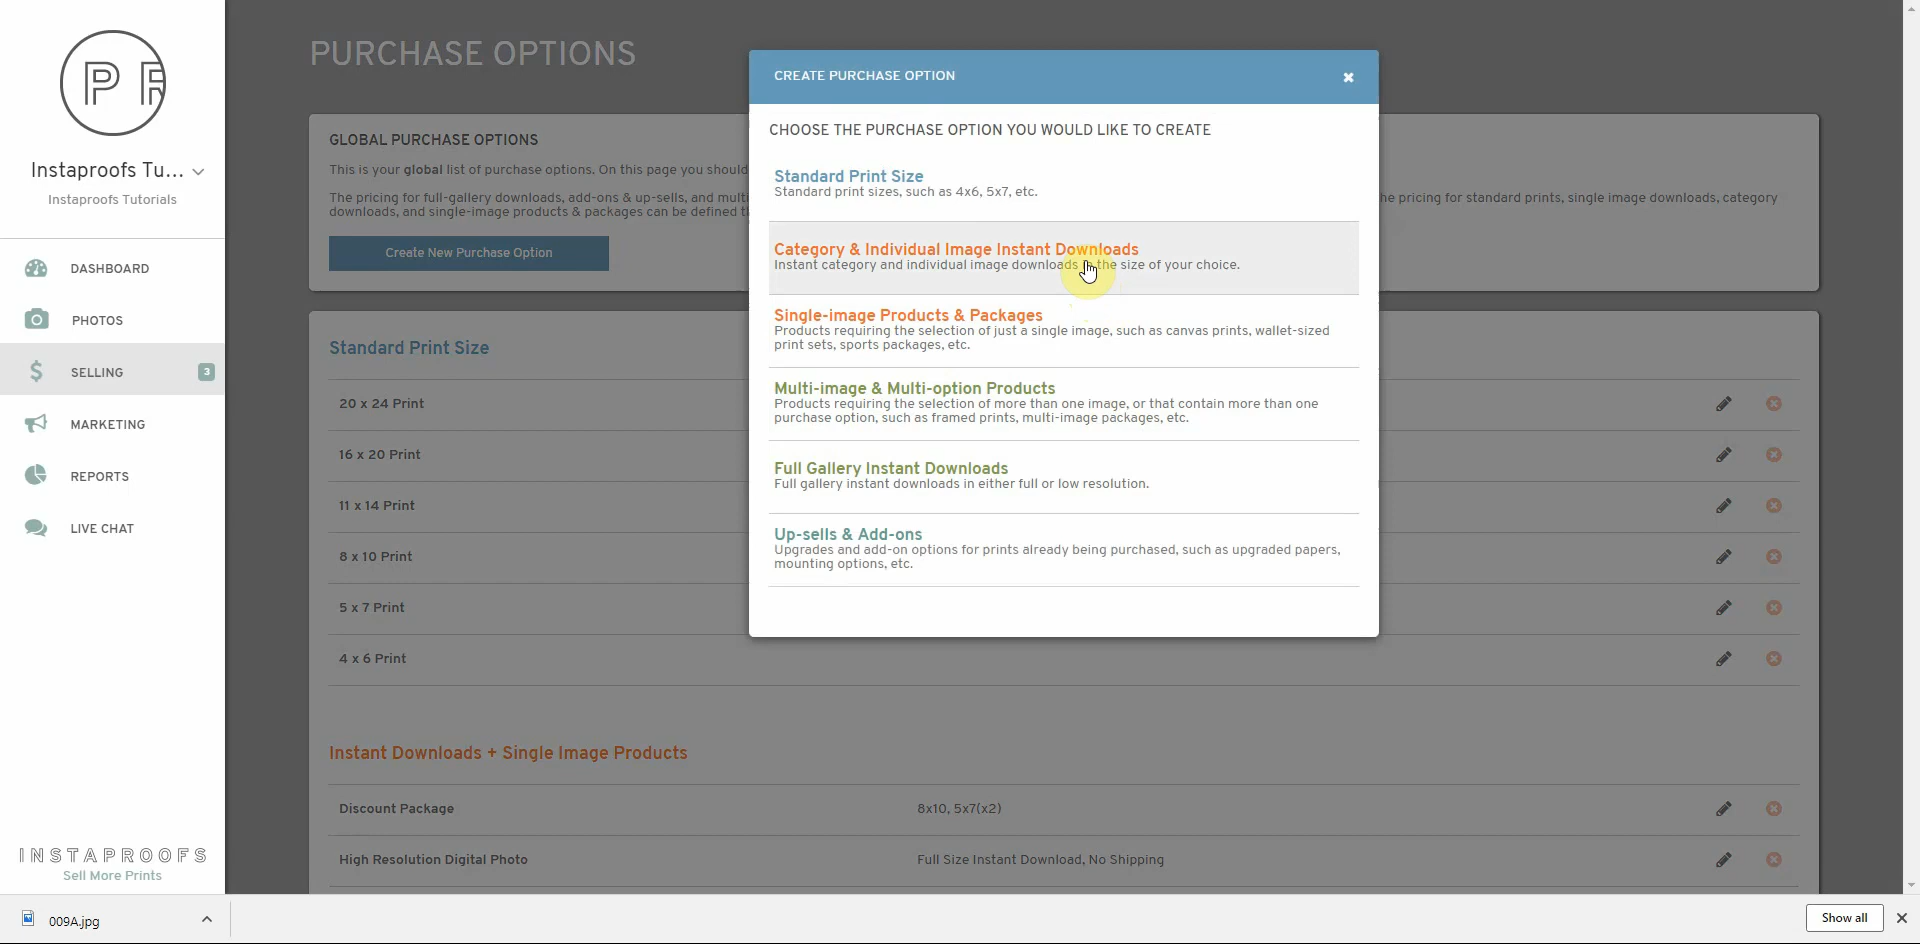 PURCHASE OPTIONS
CREATE PURCHASE OPTION
CHOOSE THE PURCHASE OPTION YOU WOULD LIKE TO CREATE
Standard Print Size
Standard print sizes, such as 4x6, 5x7, etc.
Category & Individual Image Instant Downloads
Instant category and individual image downloads in the size of your choice.
Single-image Products & Packages
Products requiring the selection of just a single image, such as canvas prints, wallet-sized
print sets, sports packages, etc.
Multi-image & Multi-option Products
Products requiring the selection of more than one image, or that contain more than one
purchase option, such as framed prints, multi-image packages, etc.
Full Gallery Instant Downloads
Full gallery instant downloads in either full or low resolution.
Up-sells & Add-ons
Upgrades and add-on options for prints already being purchased, such as upgraded papers,
mounting options, etc.
GLOBAL PURCHASE OPTIONS
This is your global list of purchase options. On this page you should
The pricing for full-gallery downloads, add-ons & up-sells, and multi he pricing for standard prints, single image downloads, category
downloads, and single-image products & packages can be defined
Create New Purchase Option
Standard Print Size
20 x 24 Print
16 x 20 Print
11 x 14 Print
8 x 10 Print
5 x 7 Print
4 x 6 Print
Instant Downloads + Single Image Products
Discount Package 8x10, 5x7(x2)
High Resolution Digital Photo Full Size Instant Download, No Shipping
P
Instaproofs Tu...
Instaproofs Tutorials
DASHBOARD
PHOTOS
SELLING 3
MARKETING
REPORTS
LIVE CHAT
INSTAPROOFS
Sell More Prints
009A.jpg
Show all